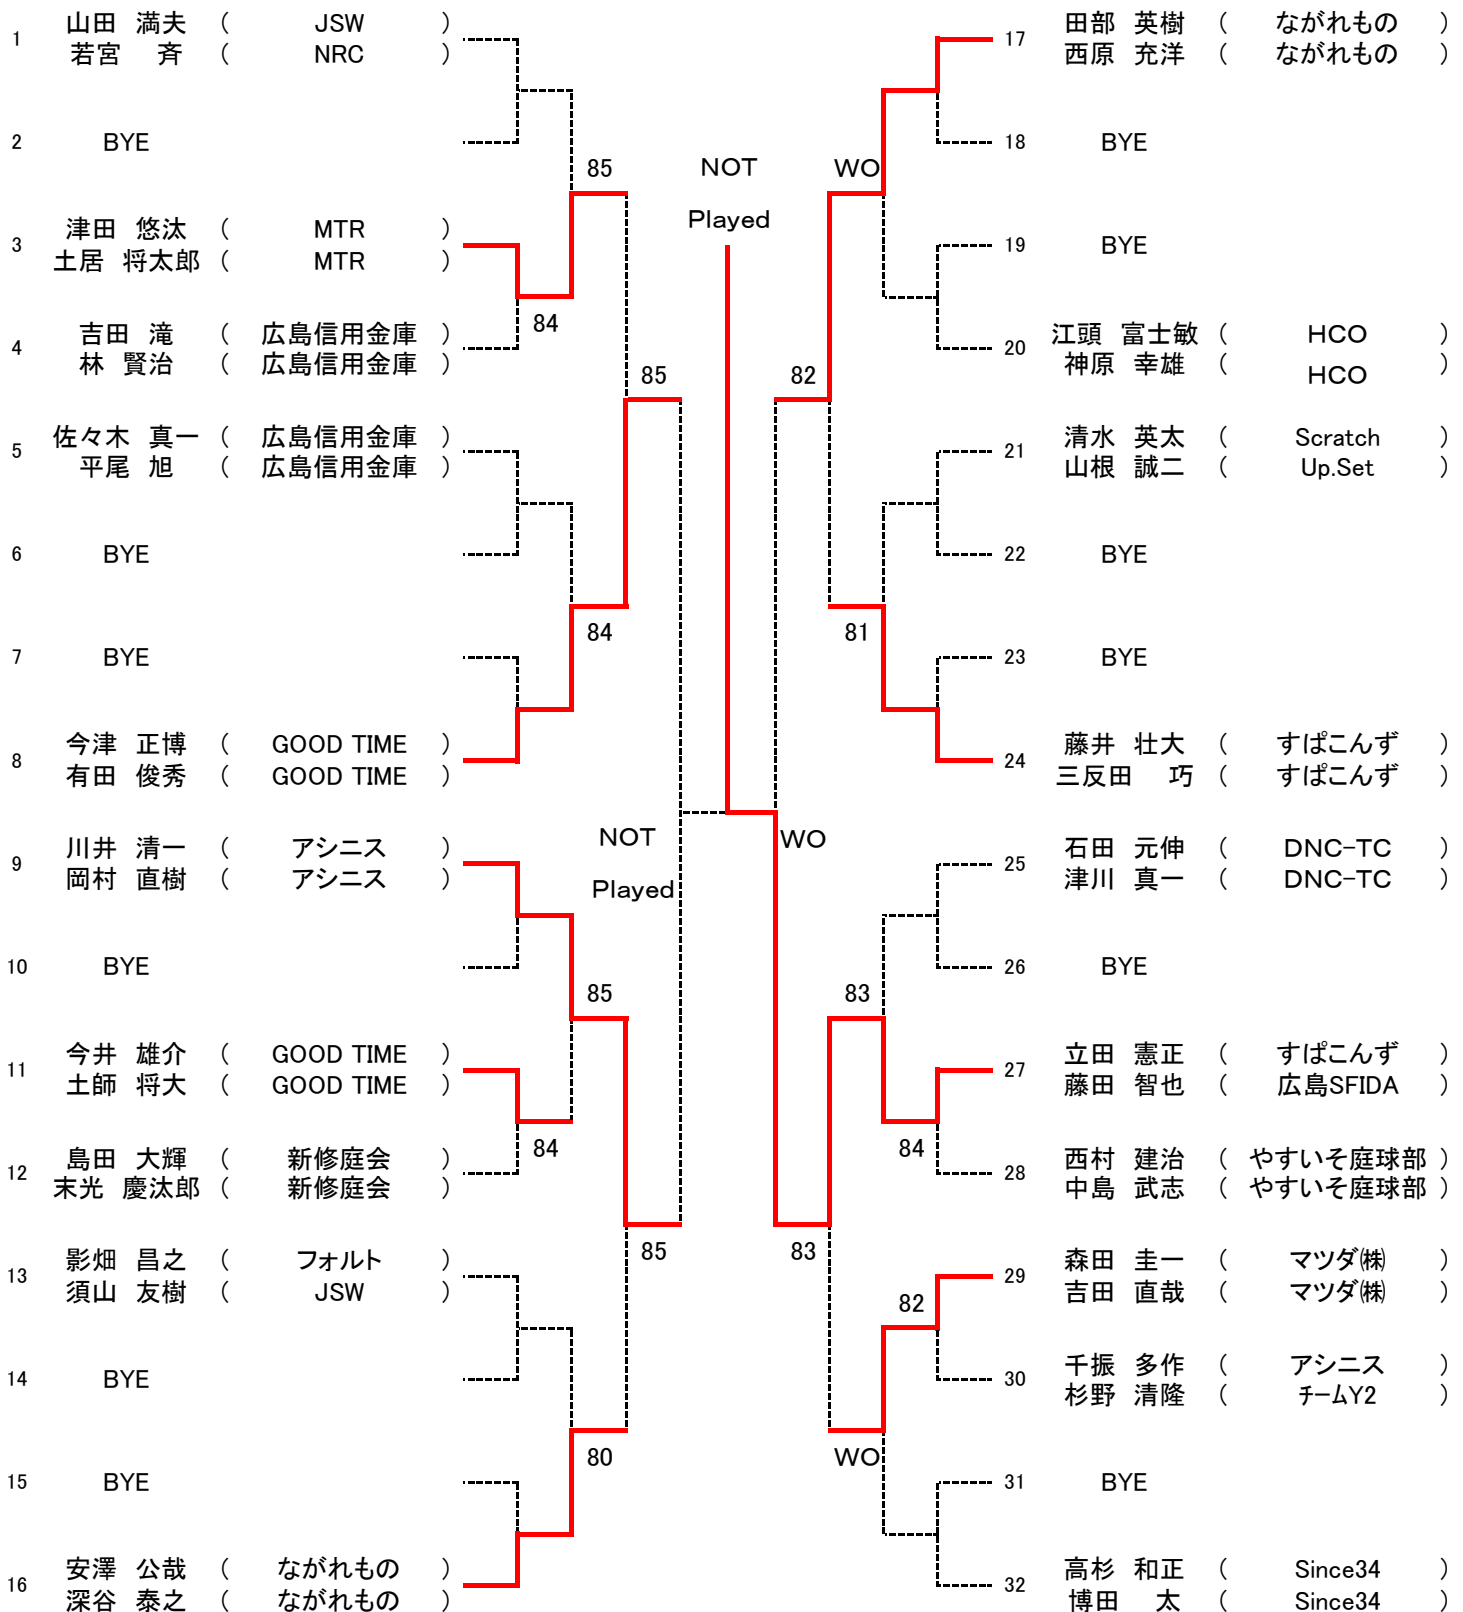 1 山田 満夫 ( JSW )
若宮 斉 ( NRC )
2 BYE
3 津田 悠汰 ( MTR )
土居 将太郎 ( MTR )
4 吉田 滝 ( 広島信用金庫 )
林 賢治 ( 広島信用金庫 )
5 佐々木 真一 ( 広島信用金庫 )
平尾 旭 ( 広島信用金庫 )
6 BYE
7 BYE
8 今津 正博 ( GOOD TIME )
有田 俊秀 ( GOOD TIME )
9 川井 清一 ( アシニス )
岡村 直樹 ( アシニス )
10 BYE
11 今井 雄介 ( GOOD TIME )
土師 将大 ( GOOD TIME )
12 島田 大輝 ( 新修庭会 )
末光 慶汰郎 ( 新修庭会 )
13 影畑 昌之 ( フォルト )
須山 友樹 ( JSW )
14 BYE
15 BYE
16 安澤 公哉 ( ながれもの )
深谷 泰之 ( ながれもの )
85
84
85
84
85
84
85
80
NOT
Played
NOT
Played
WO
82
81
WO
83
84
83
82
WO
17 田部 英樹 ( ながれもの )
西原 充洋 ( ながれもの )
18 BYE
19 BYE
20 江頭 富士敏 ( HCO )
神原 幸雄 ( HCO )
21 清水 英太 ( Scratch )
山根 誠二 ( Up.Set )
22 BYE
23 BYE
24 藤井 壮大 ( すぱこんず )
三反田 巧 ( すぱこんず )
25 石田 元伸 ( DNC-TC )
津川 真一 ( DNC-TC )
26 BYE
27 立田 憲正 ( すぱこんず )
藤田 智也 ( 広島SFIDA )
28 西村 建治 ( やすいそ庭球部 )
中島 武志 ( やすいそ庭球部 )
29 森田 圭一 ( マツダ㈱ )
吉田 直哉 ( マツダ㈱ )
30 千振 多作 ( アシニス )
杉野 清隆 ( ﾁｰﾑY2 )
31 BYE
32 高杉 和正 ( Since34 )
博田 太 ( Since34 )